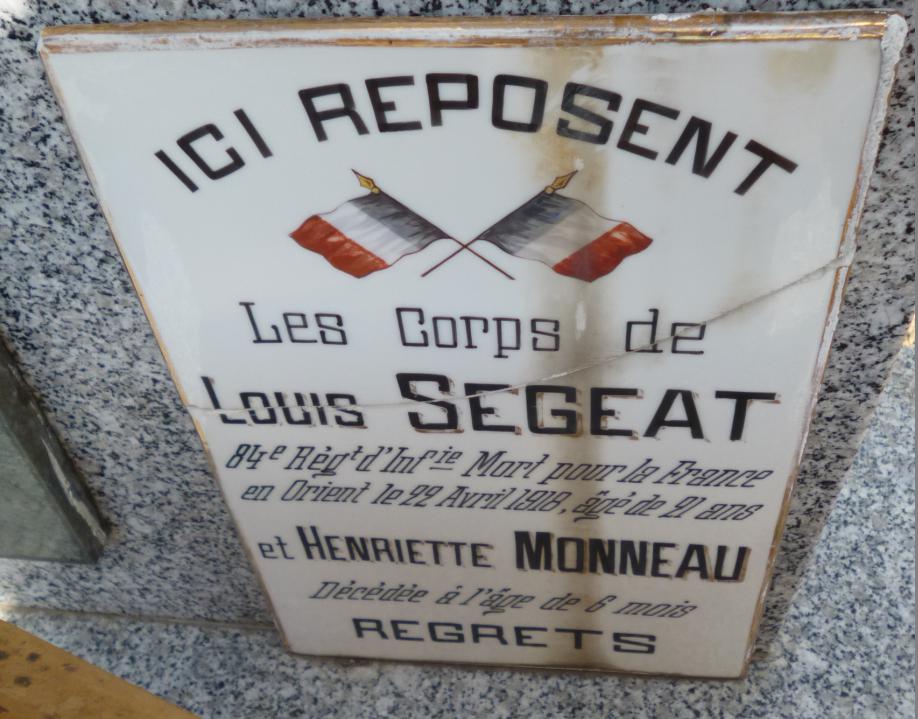 ICI REPOSENT
Les Corps de
LOUIS SEGEAT
84e Régt d'Infie Mort pour la France
en Orient le 22 Avril 1918, âgé de 21 ans
et HENRIETTE MONNEAU
Décédée à l'âge de 6 mois
REGRETS